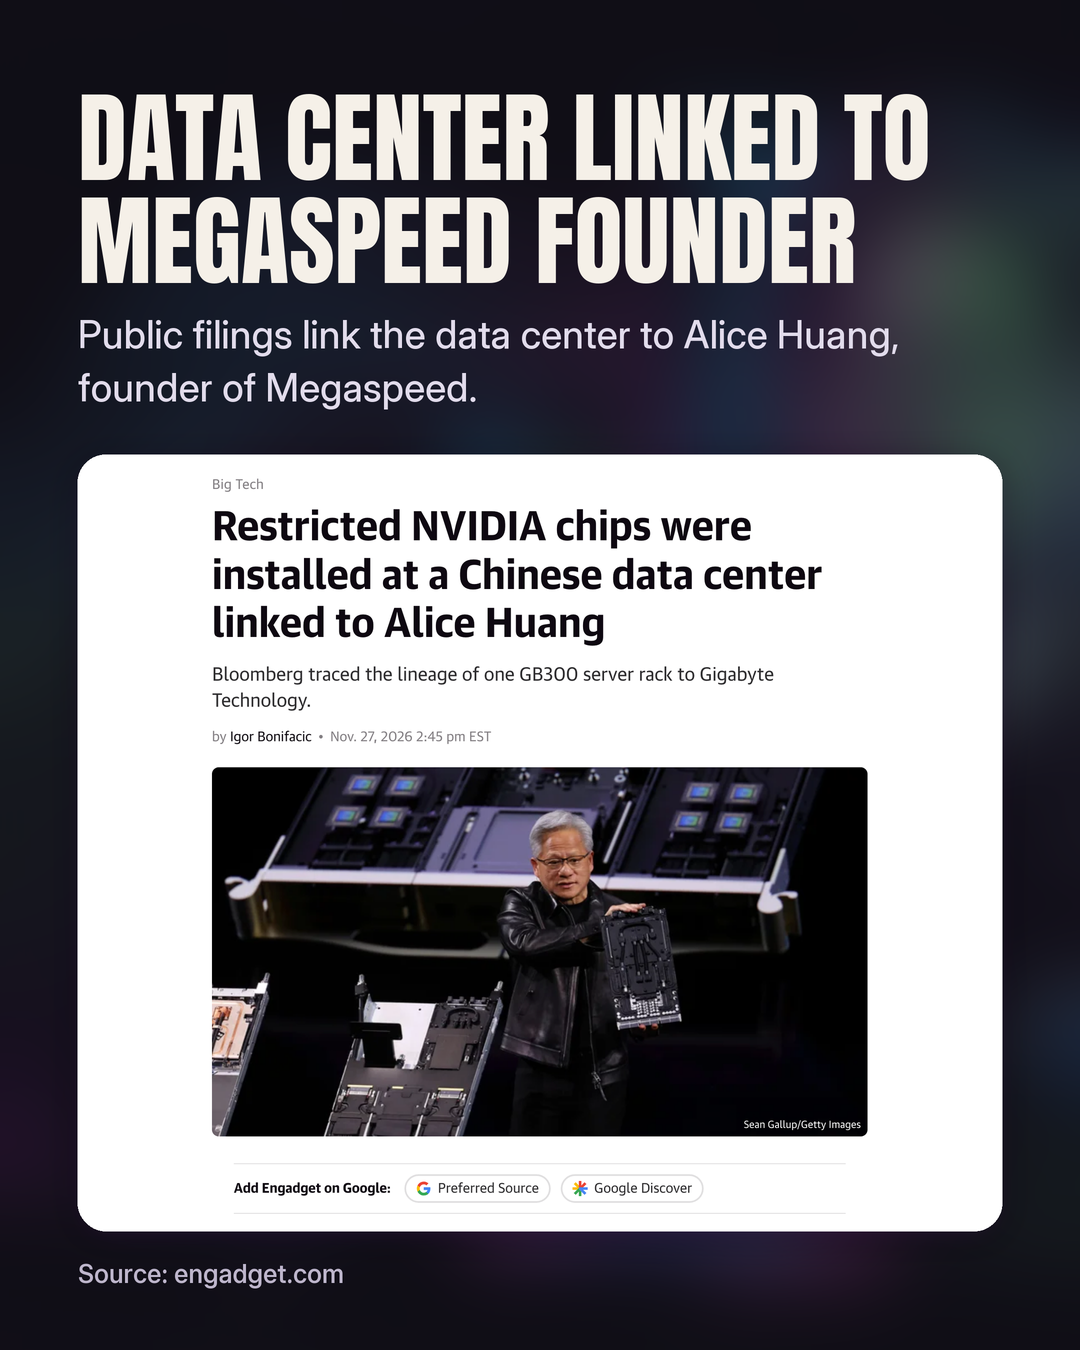 DATA CENTER LINKED TO
MEGASPEED FOUNDER
Public filings link the data center to Alice Huang,
founder of Megaspeed.
Big Tech
Restricted NVIDIA chips were
installed at a Chinese data center
linked to Alice Huang
Bloomberg traced the lineage of one GB300 server rack to Gigabyte
Technology.
by Igor Bonifacic • Nov. 27, 2026 2:45 pm EST
Sean Gallup/Getty Images
Add Engadget on Google: Preferred Source Google Discover
Source: engadget.com